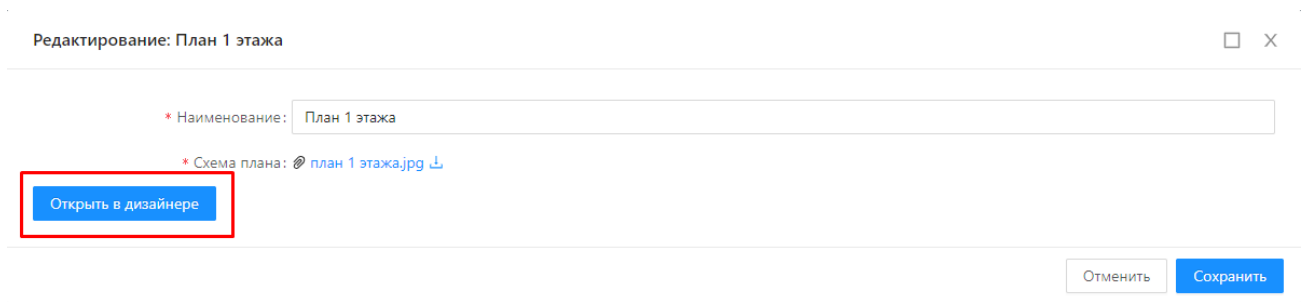 Редактирование: План 1 этажа
* Наименование: План 1 этажа
* Схема плана: план 1 этажа.jpg
Открыть в дизайнере
Отменить Сохранить